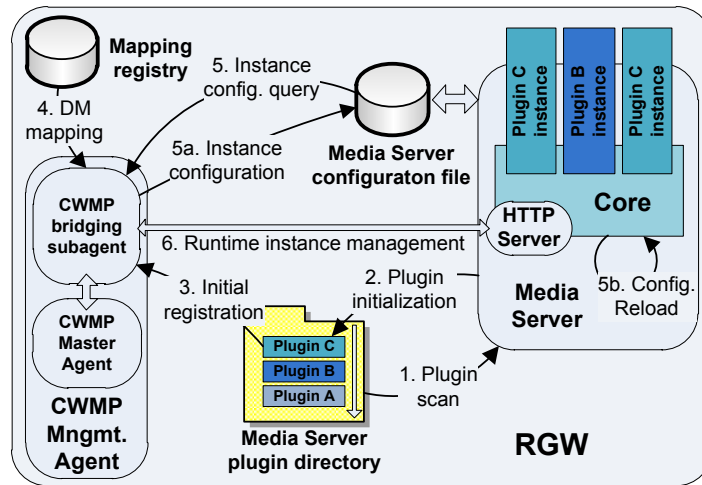 Mapping
registry
4. DM
mapping
5. Instance
config. query
5a. Instance
configuration
Media Server
configuraton file
Plugin C
instance
Plugin B
instance
Plugin C
instance
Core
HTTP
Server
5b. Config.
Reload
Media
Server
CWMP
bridging
subagent
6. Runtime instance management
3. Initial
registration
2. Plugin
initialization
CWMP
Master
Agent
CWMP
Mngmt.
Agent
Plugin C
Plugin B
Plugin A
1. Plugin
scan
Media Server
plugin directory
RGW